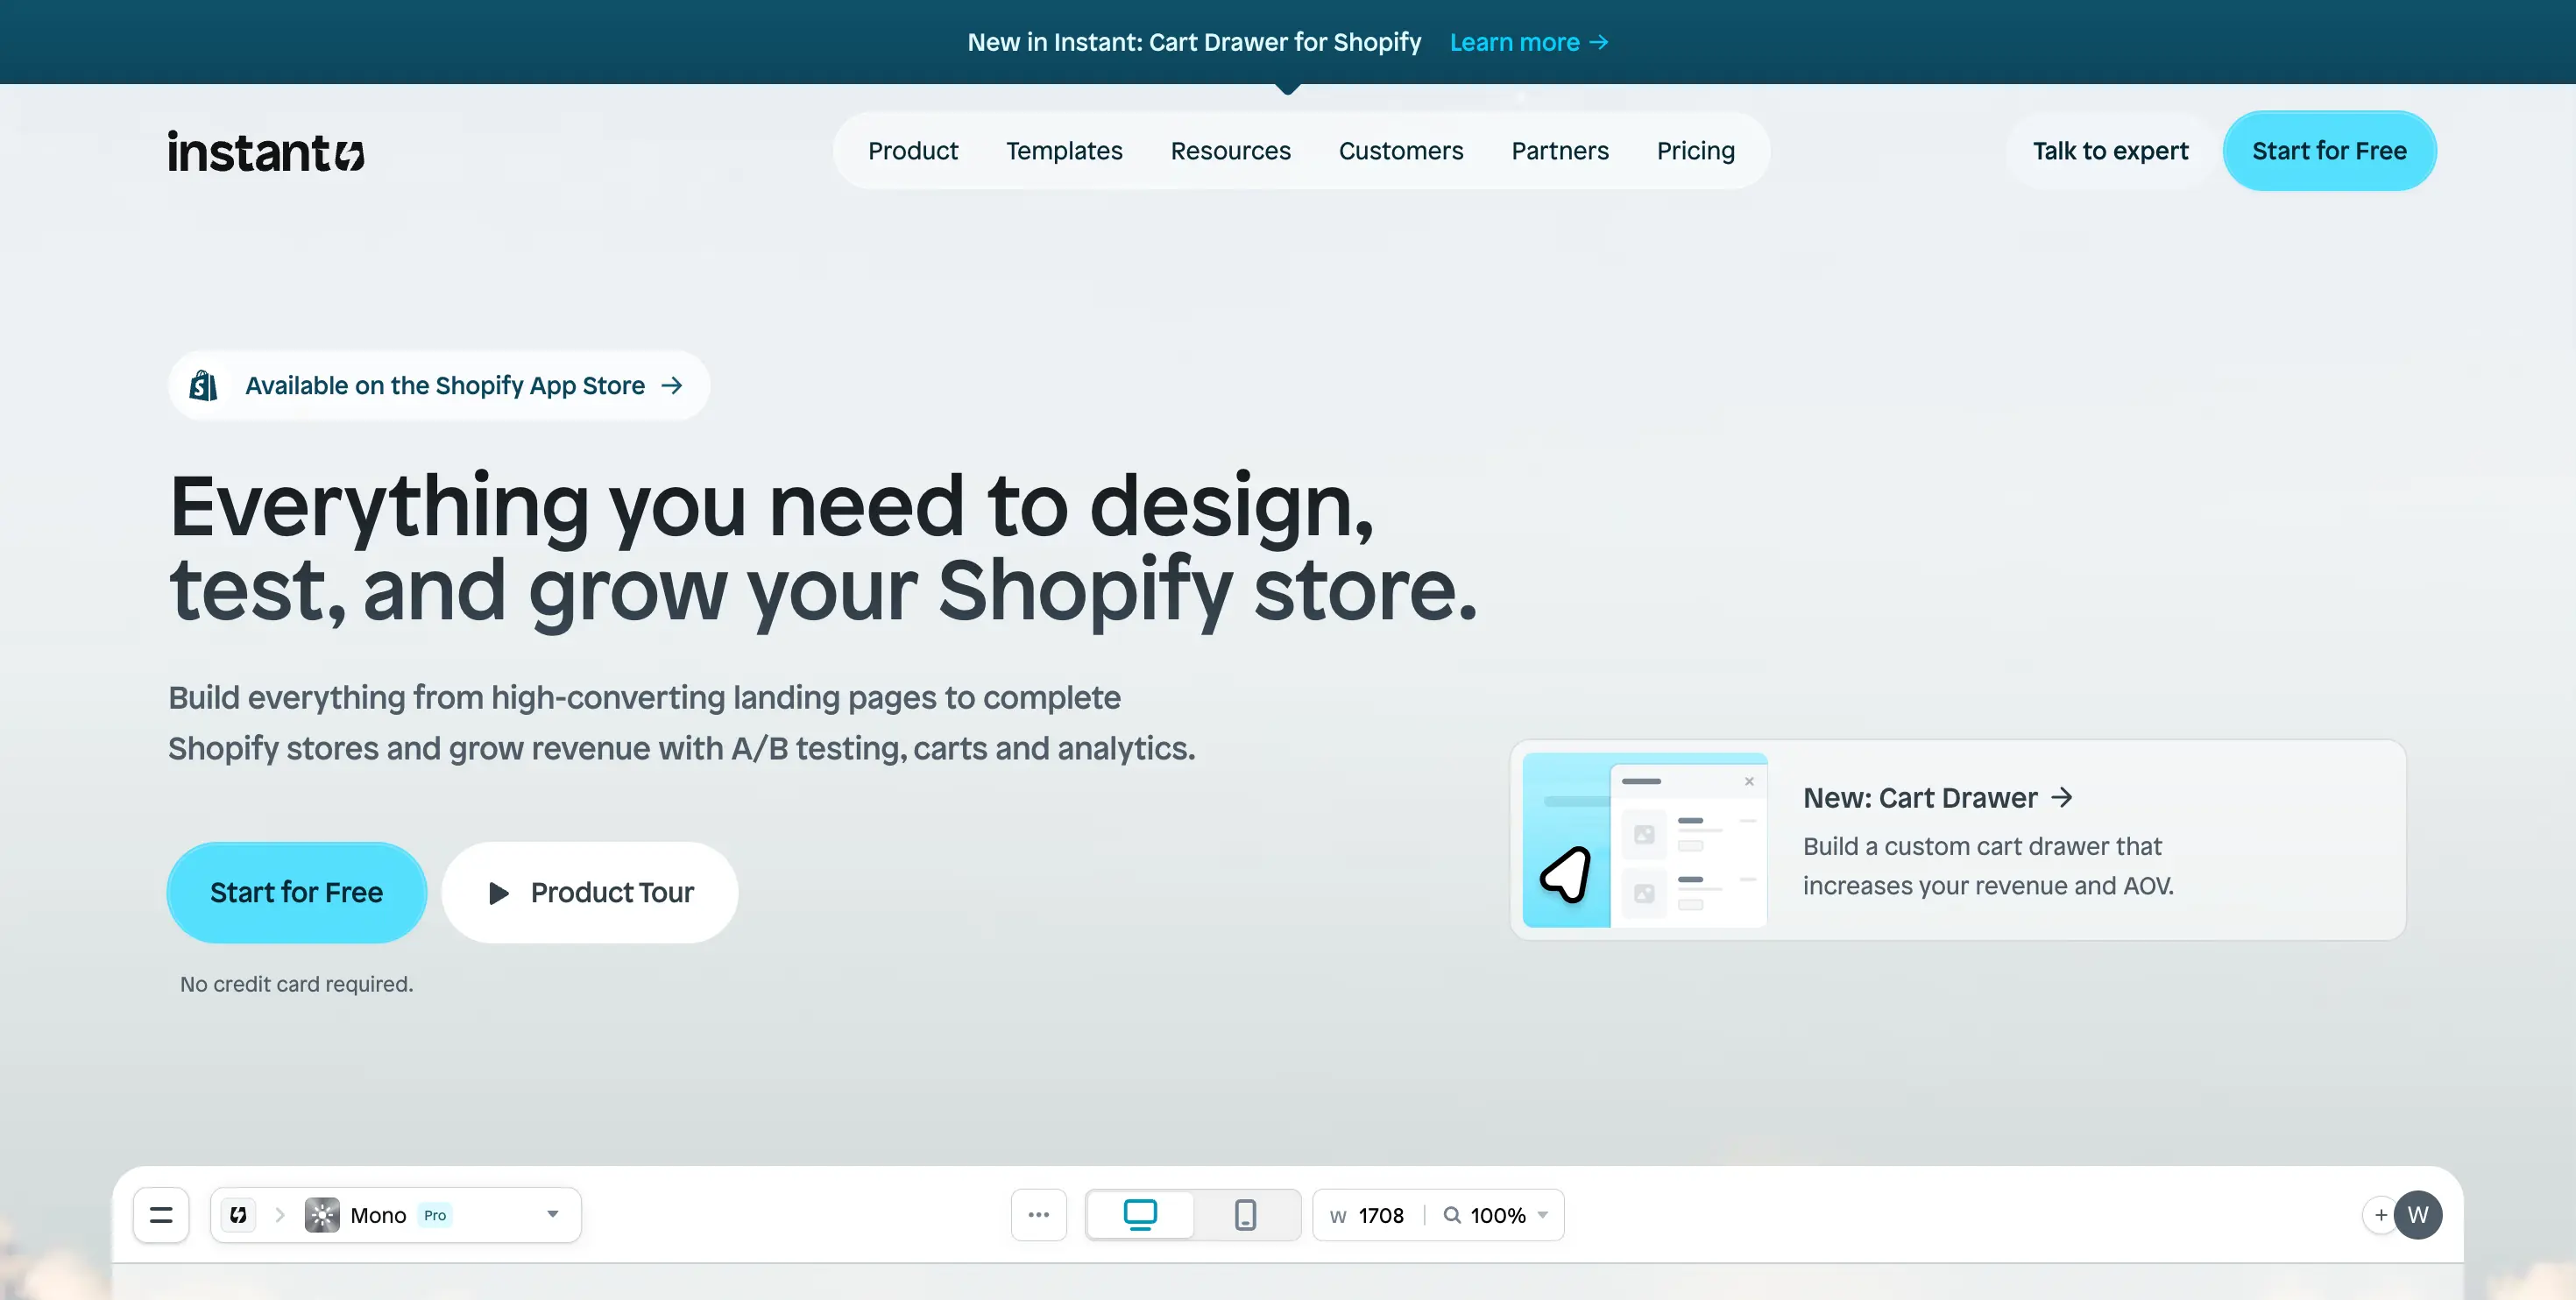 New in Instant: Cart Drawer for Shopify Learn more →
instant
Product Templates Resources Customers Partners Pricing
Talk to expert Start for Free
Available on the Shopify App Store →
Everything you need to design,
test, and grow your Shopify store.
Build everything from high-converting landing pages to complete
Shopify stores and grow revenue with A/B testing, carts and analytics.
Start for Free Product Tour
No credit card required.
New: Cart Drawer →
Build a custom cart drawer that
increases your revenue and AOV.
Mono Pro
W 1708 100%
+ W